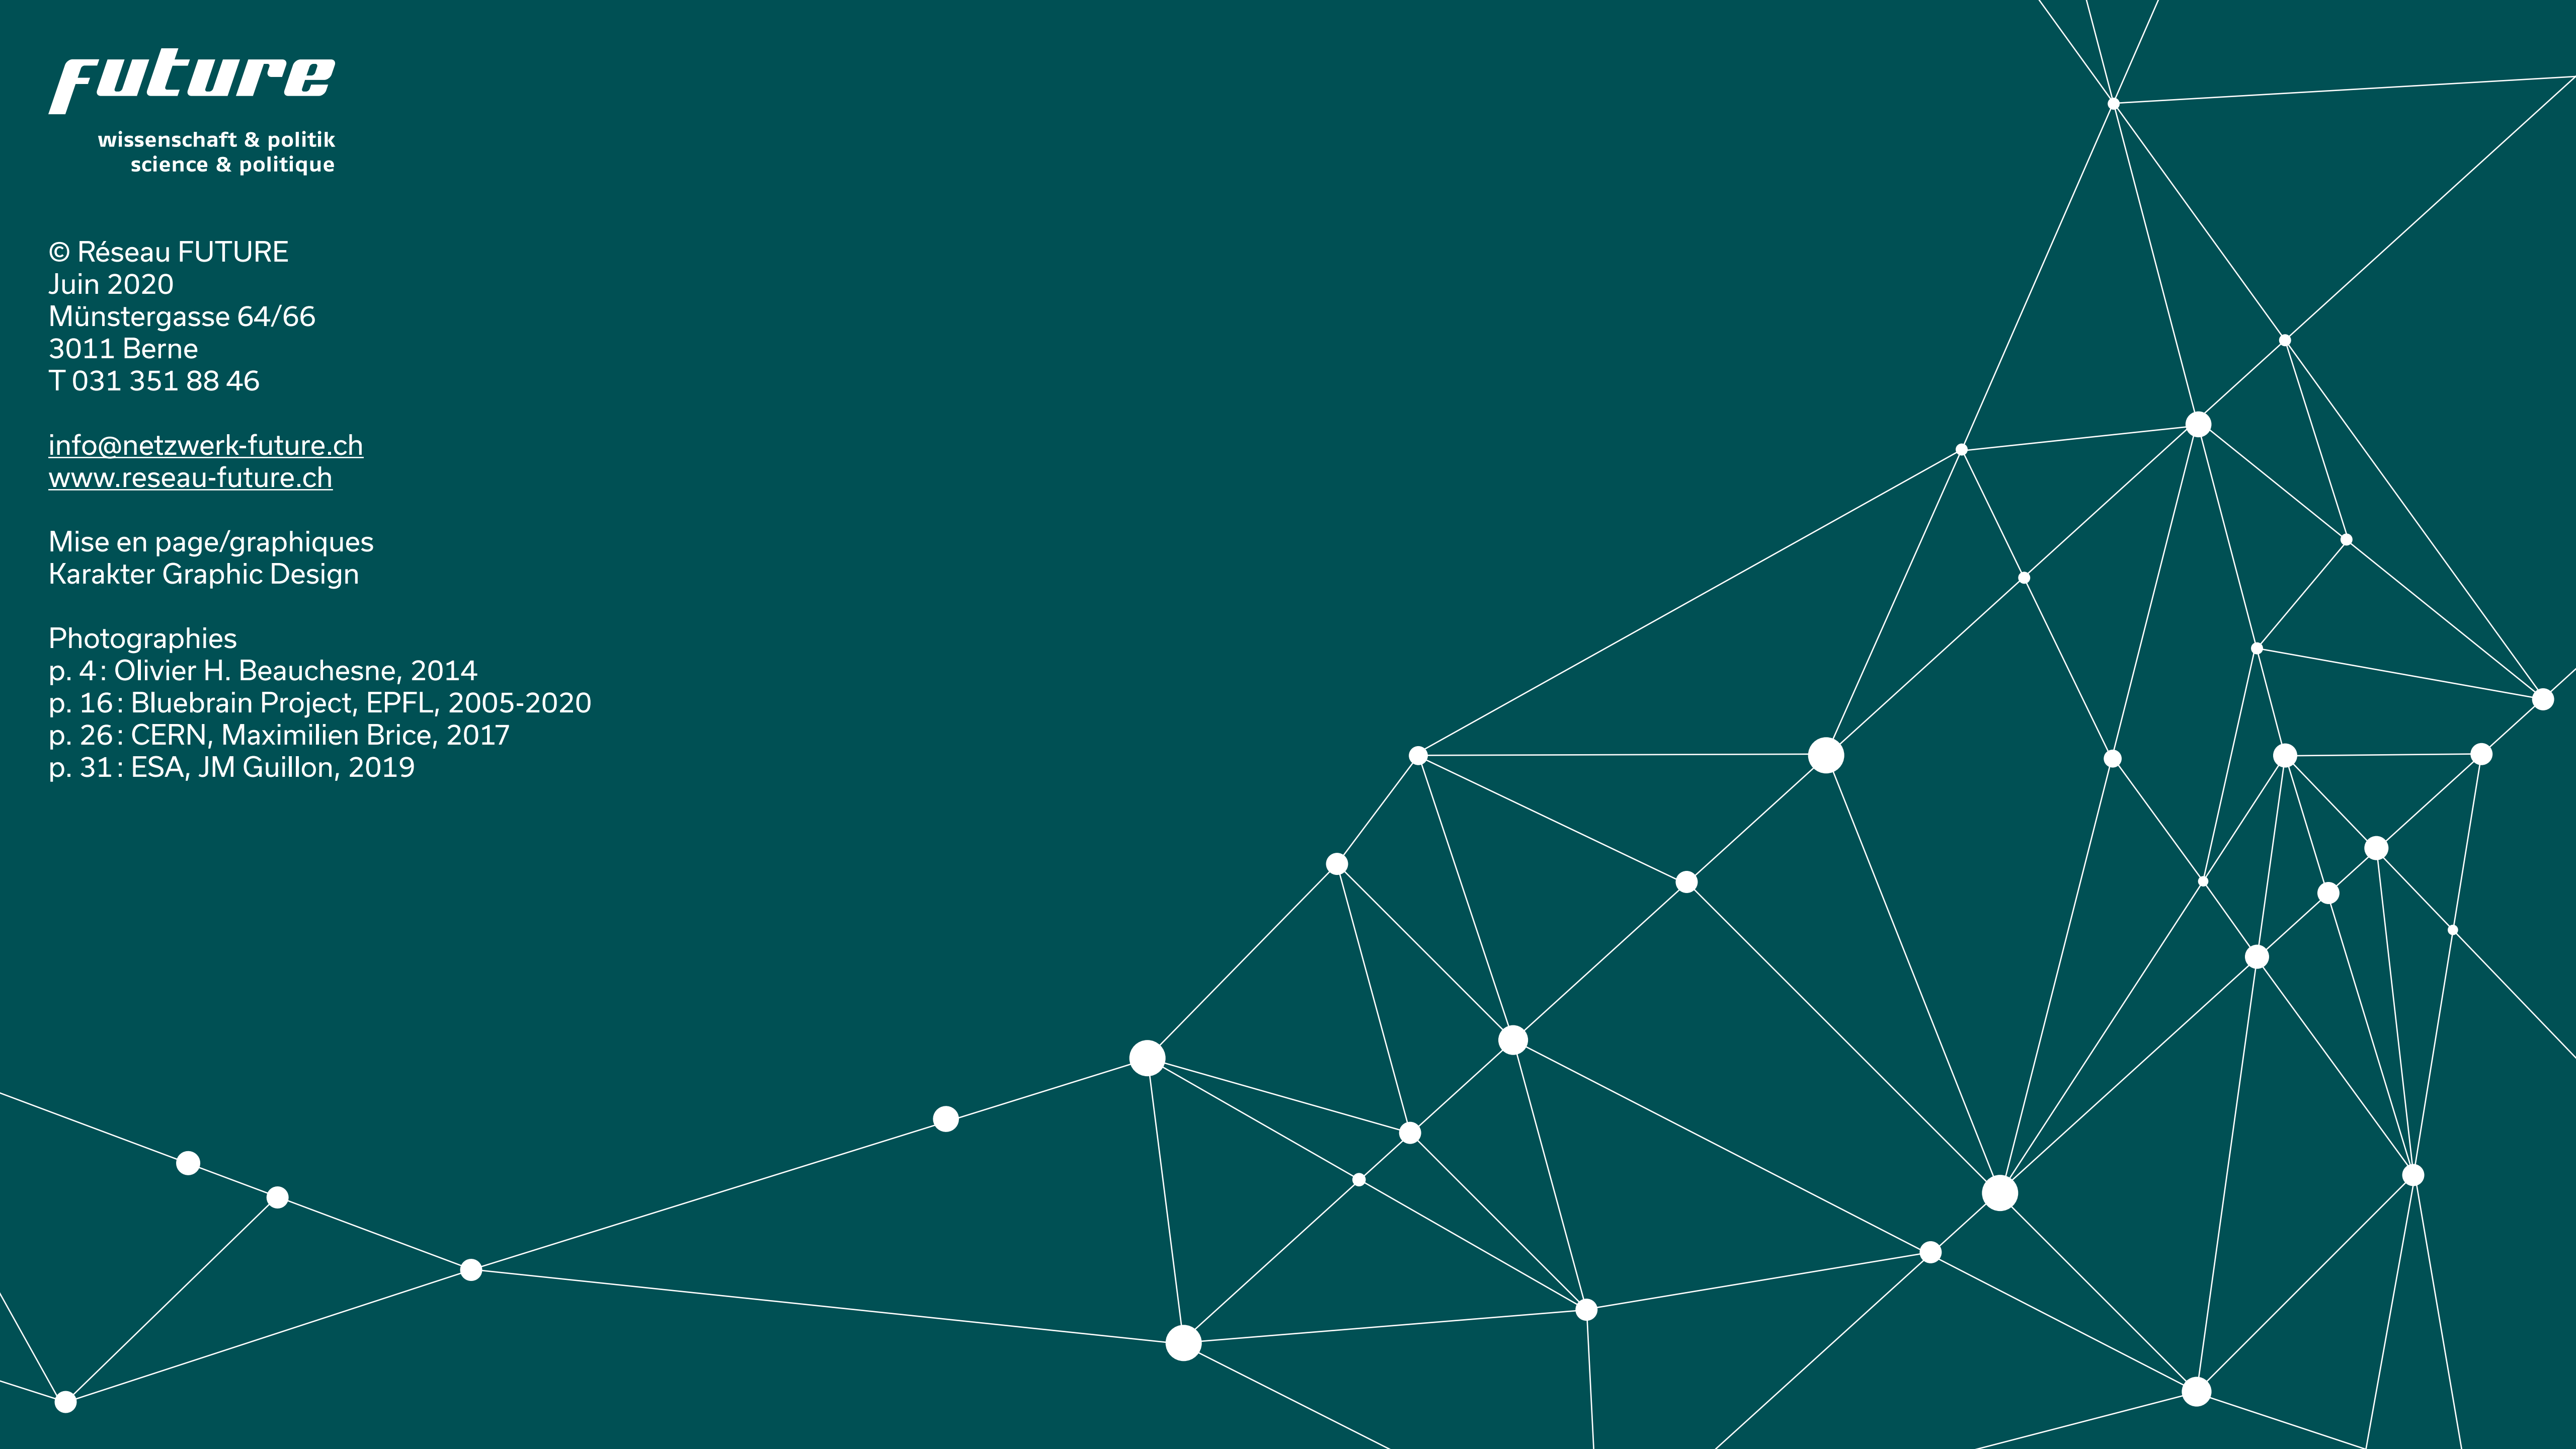 future
wissenschaft & politik
science & politique
© Réseau FUTURE
Juin 2020
Münstergasse 64/66
3011 Berne
T 031 351 88 46
info@netzwerk-future.ch
www.reseau-future.ch
Mise en page/graphiques
Karakter Graphic Design
Photographies
p. 4 : Olivier H. Beauchesne, 2014
p. 16 : Bluebrain Project, EPFL, 2005-2020
p. 26 : CERN, Maximilien Brice, 2017
p. 31 : ESA, JM Guillon, 2019